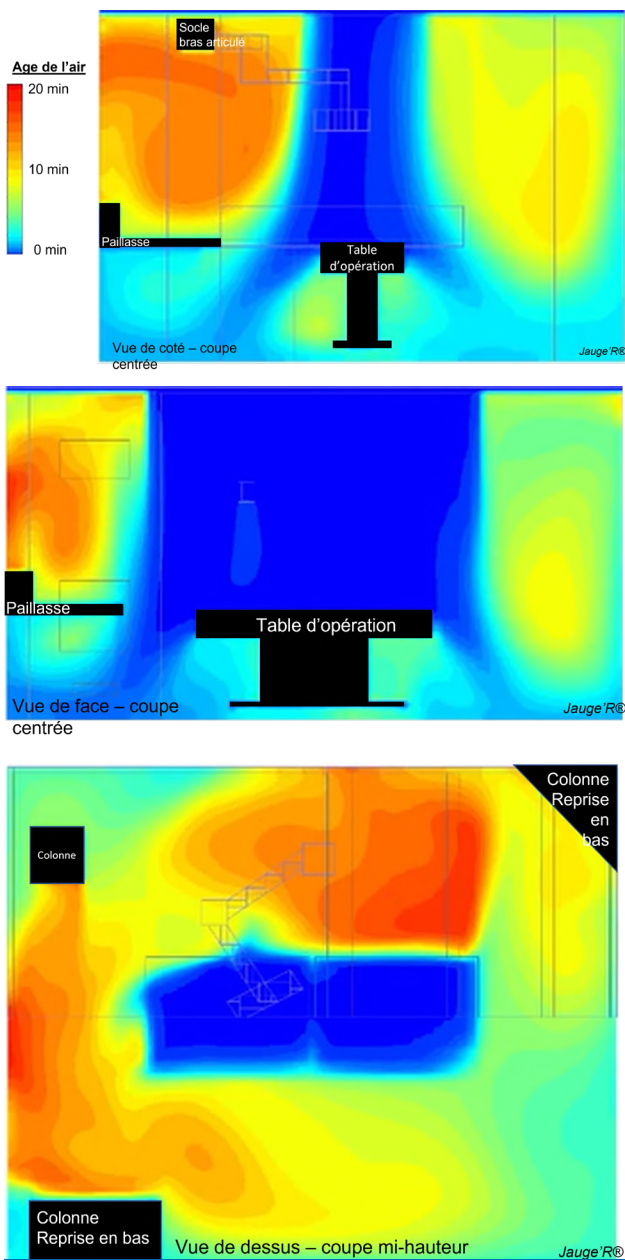 Socle
bras articulé
Age de l'air
20 min
10 min
0 min
Paillasse
Table
d'opération
Vue de coté – coupe
centrée
Jauge'R®
Paillasse
Table d'opération
Vue de face – coupe
centrée
Jauge'R®
Colonne
Reprise
en
bas
Colonne
Colonne
Reprise en bas
Vue de dessus – coupe mi-hauteur
Jauge'R®